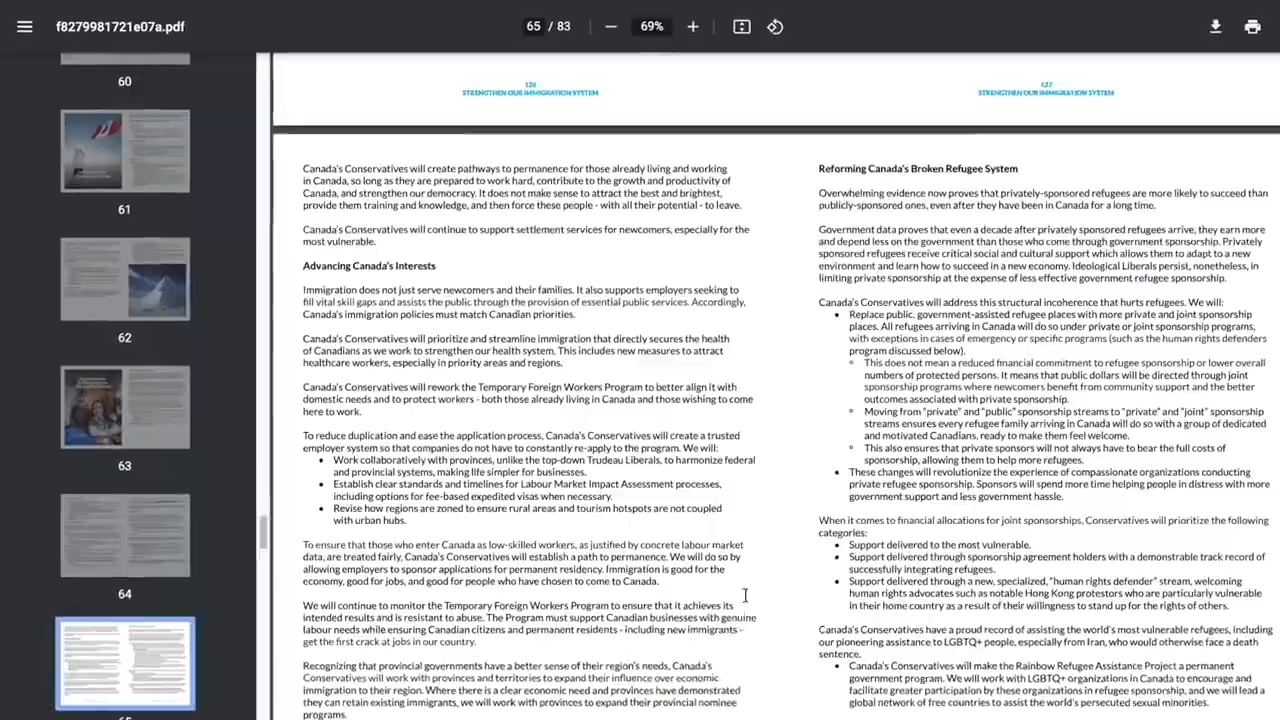 f8279981721e07a.pdf
65 / 83
69%
60
61
62
63
64
65
126
STRENGTHEN OUR IMMIGRATION SYSTEM
127
STRENGTHEN OUR IMMIGRATION SYSTEM
Canada's Conservatives will create pathways to permanence for those already living and working
in Canada, so long as they are prepared to work hard, contribute to the growth and productivity of
Canada, and strengthen our democracy. It does not make sense to attract the best and brightest,
provide them training and knowledge, and then force these people - with all their potential - to leave.
Canada's Conservatives will continue to support settlement services for newcomers, especially for the
most vulnerable.
Advancing Canada's Interests
Immigration does not just serve newcomers and their families. It also supports employers seeking to
fill vital skill gaps and assists the public through the provision of essential public services. Accordingly,
Canada's immigration policies must match Canadian priorities.
Canada's Conservatives will prioritize and streamline immigration that directly secures the health
of Canadians as we work to strengthen our health system. This includes new measures to attract
healthcare workers, especially in priority areas and regions.
Canada's Conservatives will rework the Temporary Foreign Workers Program to better align it with
domestic needs and to protect workers - both those already living in Canada and those wishing to come
here to work.
To reduce duplication and ease the application process, Canada's Conservatives will create a trusted
employer system so that companies do not have to constantly re-apply to the program. We will:
• Work collaboratively with provinces, unlike the top-down Trudeau Liberals, to harmonize federal
and provincial systems, making life simpler for businesses.
• Establish clear standards and timelines for Labour Market Impact Assessment processes,
including options for fee-based expedited visas when necessary.
• Revise how regions are zoned to ensure rural areas and tourism hotspots are not coupled
with urban hubs.
To ensure that those who enter Canada as low-skilled workers, as justified by concrete labour market
data, are treated fairly, Canada's Conservatives will establish a path to permanence. We will do so by
allowing employers to sponsor applications for permanent residency. Immigration is good for the
economy, good for jobs, and good for people who have chosen to come to Canada.
We will continue to monitor the Temporary Foreign Workers Program to ensure that it achieves its
intended results and is resistant to abuse. The Program must support Canadian businesses with genuine
labour needs while ensuring Canadian citizens and permanent residents - including new immigrants -
get the first crack at jobs in our country.
Recognizing that provincial governments have a better sense of their region's needs, Canada's
Conservatives will work with provinces and territories to expand their influence over economic
immigration to their region. Where there is a clear economic need and provinces have demonstrated
they can retain existing immigrants, we will work with provinces to expand their provincial nominee
programs.
Reforming Canada's Broken Refugee System
Overwhelming evidence now proves that privately-sponsored refugees are more likely to succeed than
publicly-sponsored ones, even after they have been in Canada for a long time.
Government data proves that even a decade after privately sponsored refugees arrive, they earn more
and depend less on the government than those who come through government sponsorship. Privately
sponsored refugees receive critical social and cultural support which allows them to adapt to a new
environment and learn how to succeed in a new economy. Ideological Liberals persist, nonetheless, in
limiting private sponsorship at the expense of less effective government refugee sponsorship.
Canada's Conservatives will address this structural incoherence that hurts refugees. We will:
• Replace public, government-assisted refugee places with more private and joint sponsorship
places. All refugees arriving in Canada will do so under private or joint sponsorship programs,
with exceptions in cases of emergency or specific programs (such as the human rights defenders
program discussed below).
° This does not mean a reduced financial commitment to refugee sponsorship or lower overall
numbers of protected persons. It means that public dollars will be directed through joint
sponsorship programs where newcomers benefit from community support and the better
outcomes associated with private sponsorship.
° Moving from “private” and “public” sponsorship streams to “private” and “joint” sponsorship
streams ensures every refugee family arriving in Canada will do so with a group of dedicated
and motivated Canadians, ready to make them feel welcome.
° This also ensures that private sponsors will not always have to bear the full costs of
sponsorship, allowing them to help more refugees.
• These changes will revolutionize the experience of compassionate organizations conducting
private refugee sponsorship. Sponsors will spend more time helping people in distress with more
government support and less government hassle.
When it comes to financial allocations for joint sponsorships, Conservatives will prioritize the following
categories:
• Support delivered to the most vulnerable.
• Support delivered through sponsorship agreement holders with a demonstrable track record of
successfully integrating refugees.
• Support delivered through a new, specialized, “human rights defender” stream, welcoming
human rights advocates such as notable Hong Kong protestors who are particularly vulnerable
in their home country as a result of their willingness to stand up for the rights of others.
Canada's Conservatives have a proud record of assisting the world's most vulnerable refugees, including
our pioneering assistance to LGBTQ+ people, especially from Iran, who would otherwise face a death
sentence.
• Canada's Conservatives will make the Rainbow Refugee Assistance Project a permanent
government program. We will work with LGBTQ+ organizations in Canada to encourage and
facilitate greater participation by these organizations in refugee sponsorship, and we will lead a
global network of free countries to assist the world's persecuted sexual minorities.